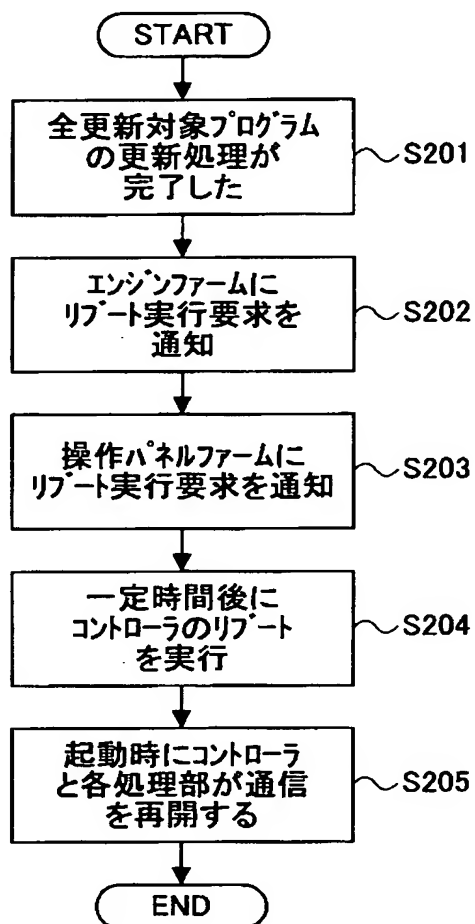 START
全更新対象プログラム
の更新処理が
完了した
S201
エンジンファームに
リブート実行要求を
通知
S202
操作パネルファームに
リブート実行要求を通知
S203
一定時間後に
コントローラのリブート
を実行
S204
起動時にコントローラ
と各処理部が通信
を再開する
S205
END